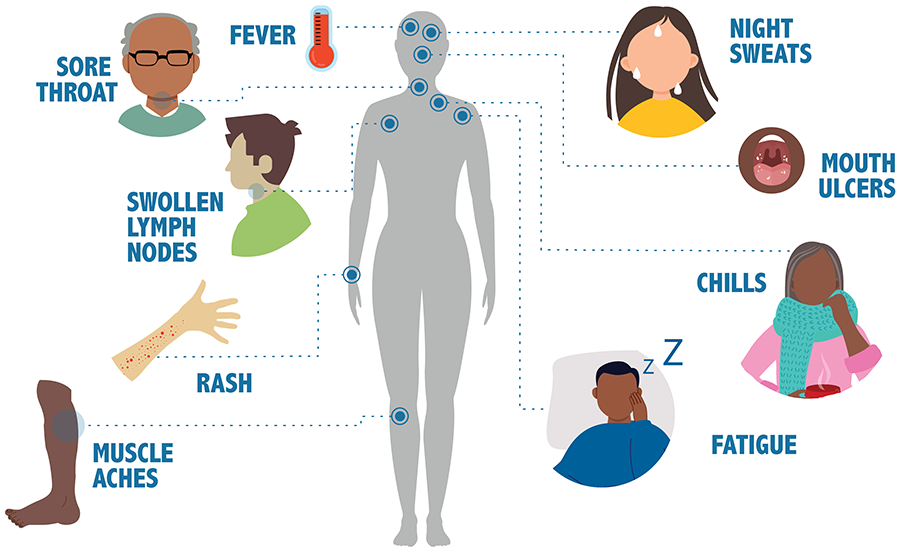 FEVER
NIGHT
SWEATS
SORE
THROAT
MOUTH
ULCERS
SWOLLEN
LYMPH
NODES
CHILLS
RASH
Z
Z
MUSCLE
ACHES
FATIGUE